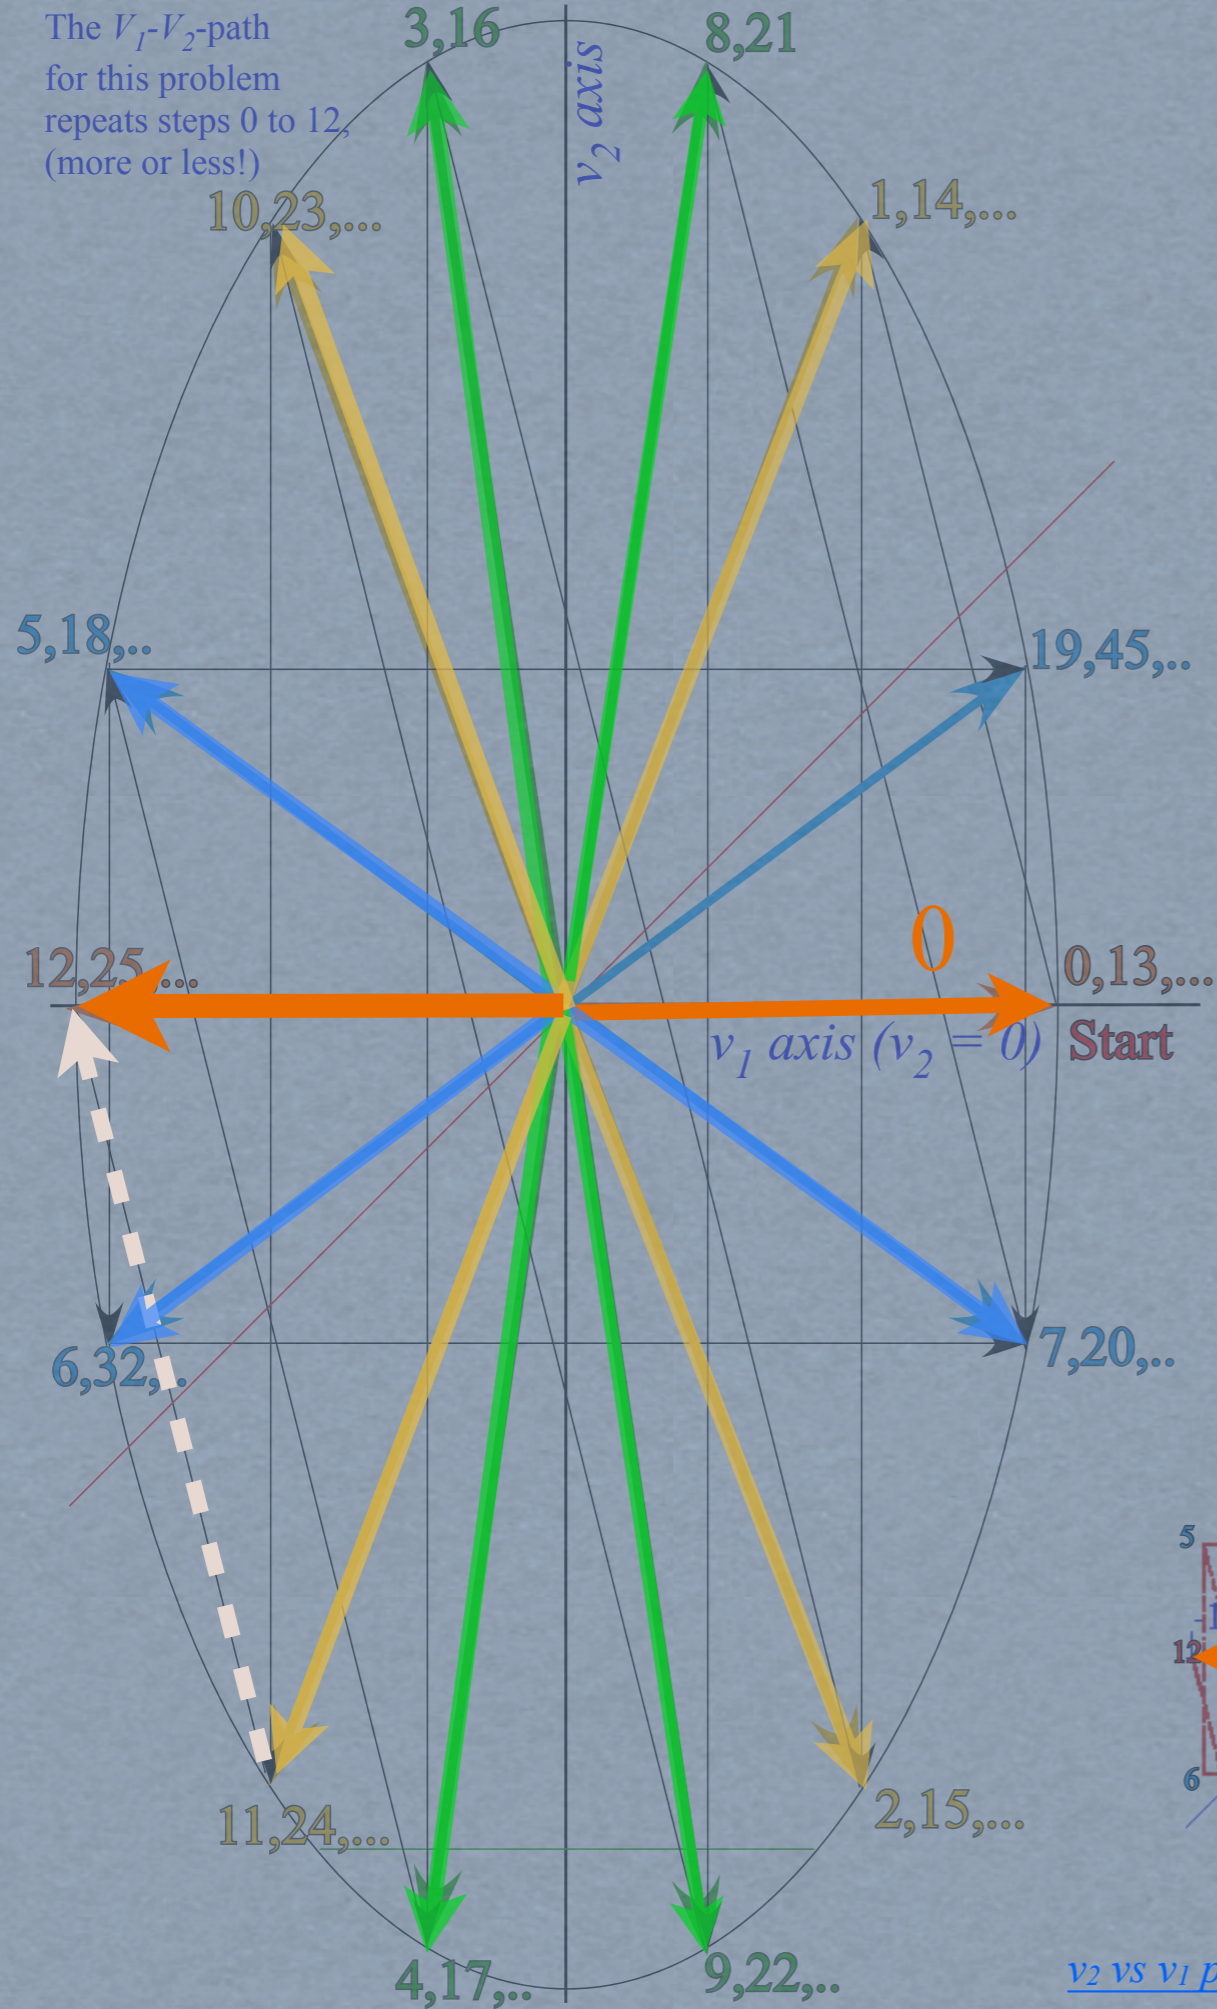 The V1-V2-path
for this problem
repeats steps 0 to 12,
(more or less!)
3,16
8,21
v2 axis
10,23,...
1,14,...
5,18,..
19,45,..
0
12,25,...
0,13,...
v1 axis (v2 = 0)
Start
6,32,..
7,20,..
5
-1
12
6
11,24,...
2,15,...
4,17,..
9,22,..
v2 vs v1 p